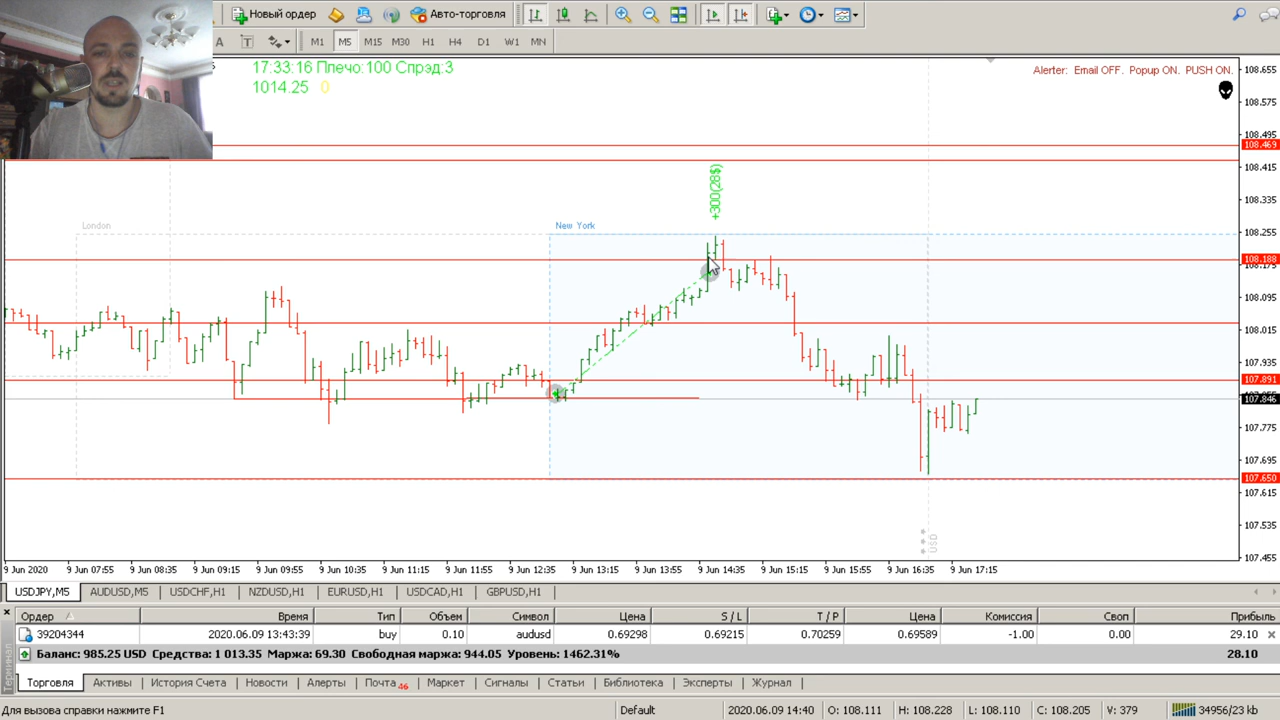 Новый ордер Авто-торговля
M1 M5 M15 M30 H1 H4 D1 W1 MN
17:33:16 Плечо:100 Спрэд:3
1014.25 0
Alerter: Email OFF. Popup ON. PUSH ON.
108.655
108.575
108.495
108.469
108.415
108.335
108.255
108.188
108.095
108.015
107.935
107.891
107.846
107.775
107.695
107.650
107.615
107.535
107.455
+300(28$)
London
New York
USD
9 Jun 2020 9 Jun 07:55 9 Jun 08:35 9 Jun 09:15 9 Jun 09:55 9 Jun 10:35 9 Jun 11:15 9 Jun 11:55 9 Jun 12:35 9 Jun 13:15 9 Jun 13:55 9 Jun 14:35 9 Jun 15:15 9 Jun 15:55 9 Jun 16:35 9 Jun 17:15
USDJPY,M5 AUDUSD,M5 USDCHF,H1 NZDUSD,H1 EURUSD,H1 USDCAD,H1 GBPUSD,H1
Ордер Время Тип Объем Символ Цена S / L T / P Цена Комиссия Своп Прибыль
39204344 2020.06.09 13:43:39 buy 0.10 audusd 0.69298 0.69215 0.70259 0.69589 -1.00 0.00 29.10
Баланс: 985.25 USD Средства: 1 013.35 Маржа: 69.30 Свободная маржа: 944.05 Уровень: 1462.31% 28.10
Терминал
Торговля Активы История Счета Новости Алерты Почта 46 Маркет Сигналы Статьи Библиотека Эксперты Журнал
Для вызова справки нажмите F1 Default 2020.06.09 14:40 O: 108.111 H: 108.228 L: 108.110 C: 108.205 V: 379 34956/23 kb